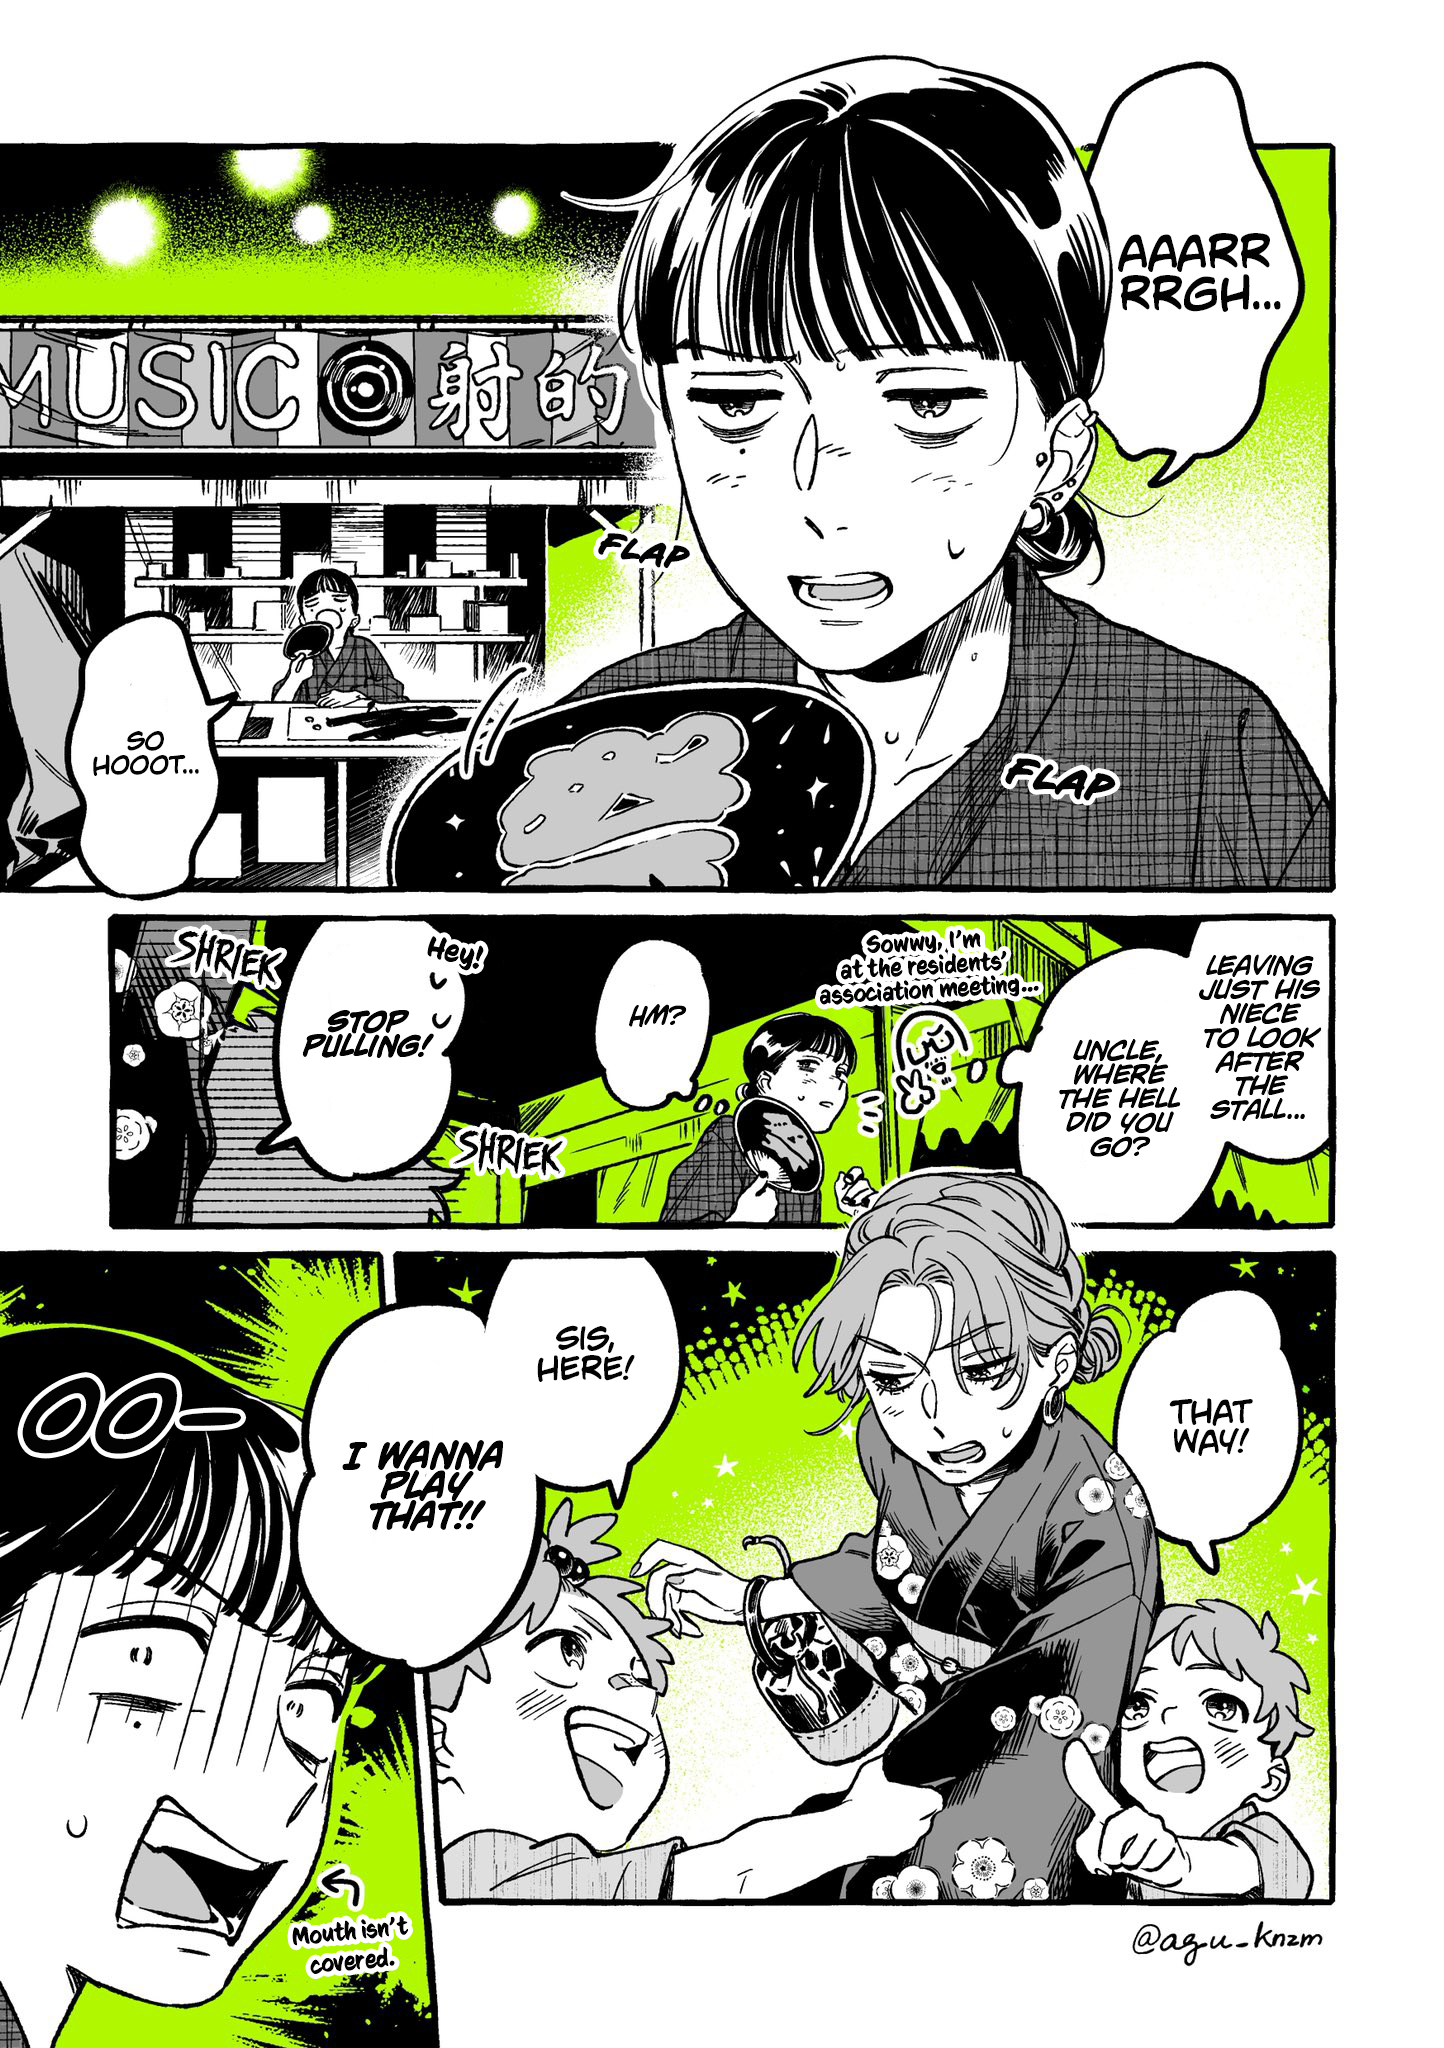 AAARR
RRGH...
MUSIC 射的
FLAP
FLAP
SO
HOOOT...
LEAVING
JUST HIS
NIECE
TO LOOK
AFTER
THE
STALL...
UNCLE,
WHERE
THE HELL
DID YOU
GO?
Sowwy, I'm
at the residents'
association meeting...
HM?
Hey!
STOP
PULLING!
SHRIEK
SHRIEK
THAT
WAY!
SIS,
HERE!
I WANNA
PLAY
THAT!!
OO-
Mouth isn't
covered.
@agu_knzm